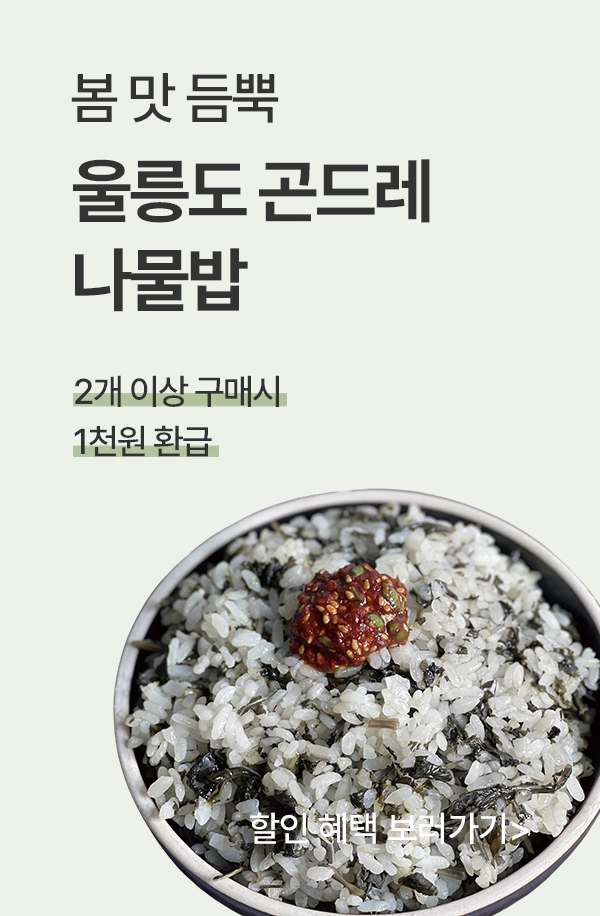 봄 맛 듬뿍
울릉도 곤드레
나물밥
2개 이상 구매시
1천원 환급
할인 혜택 보러가기>